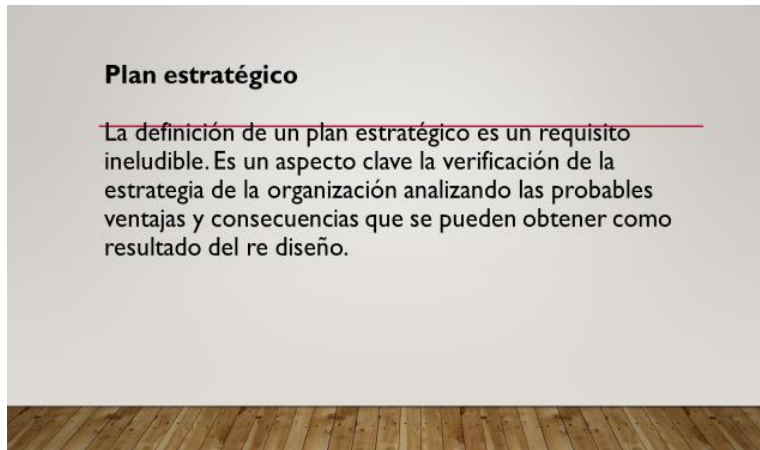 Plan estratégico
La definición de un plan estratégico es un requisito
ineludible. Es un aspecto clave la verificación de la
estrategia de la organización analizando las probables
ventajas y consecuencias que se pueden obtener como
resultado del re diseño.